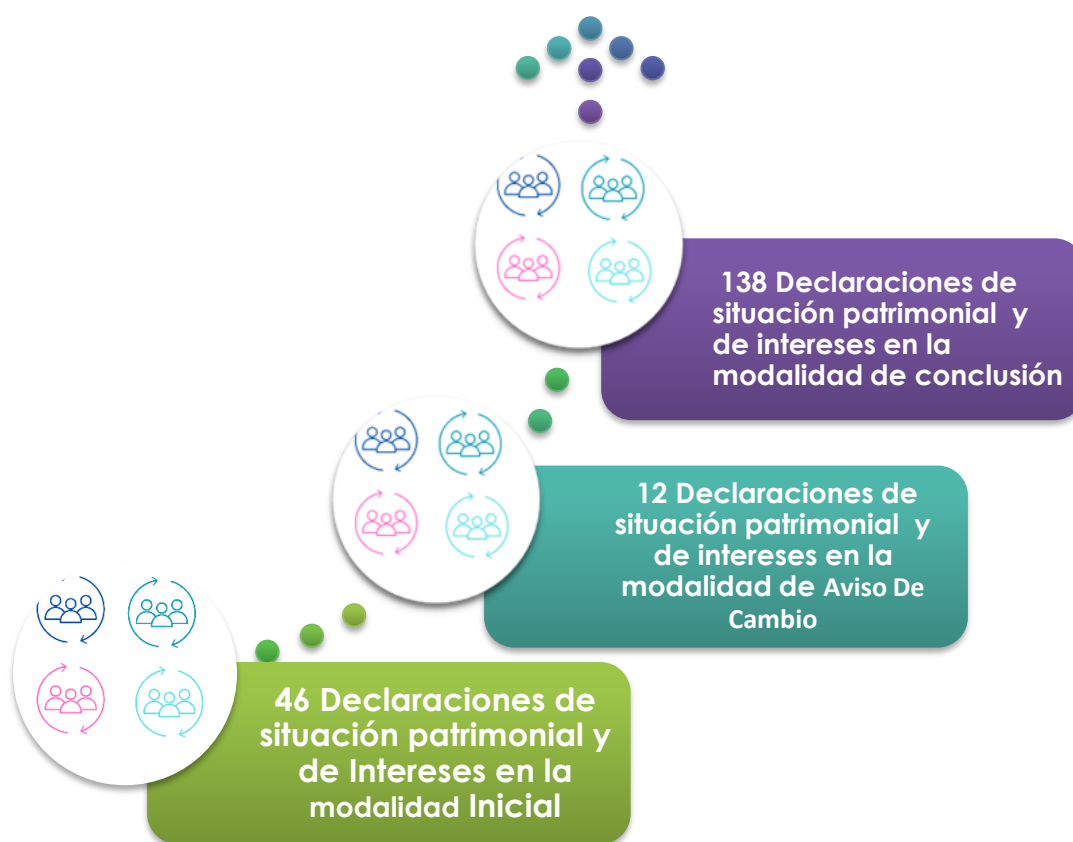 138 Declaraciones de
situación patrimonial y
de intereses en la
modalidad de conclusión
12 Declaraciones de
situación patrimonial y
de intereses en la
modalidad de Aviso De
Cambio
46 Declaraciones de
situación patrimonial y
de Intereses en la
modalidad Inicial